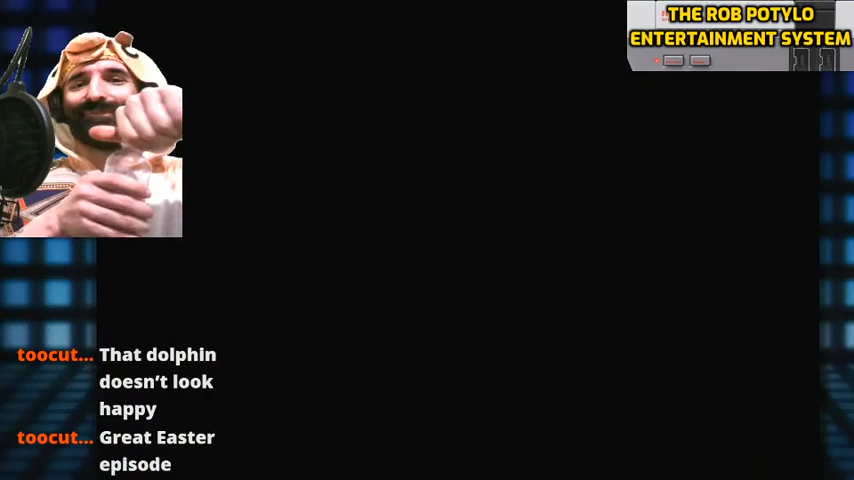 THE ROB POTYLO
ENTERTAINMENT SYSTEM
toocut... That dolphin
doesn't look
happy
toocut... Great Easter
episode